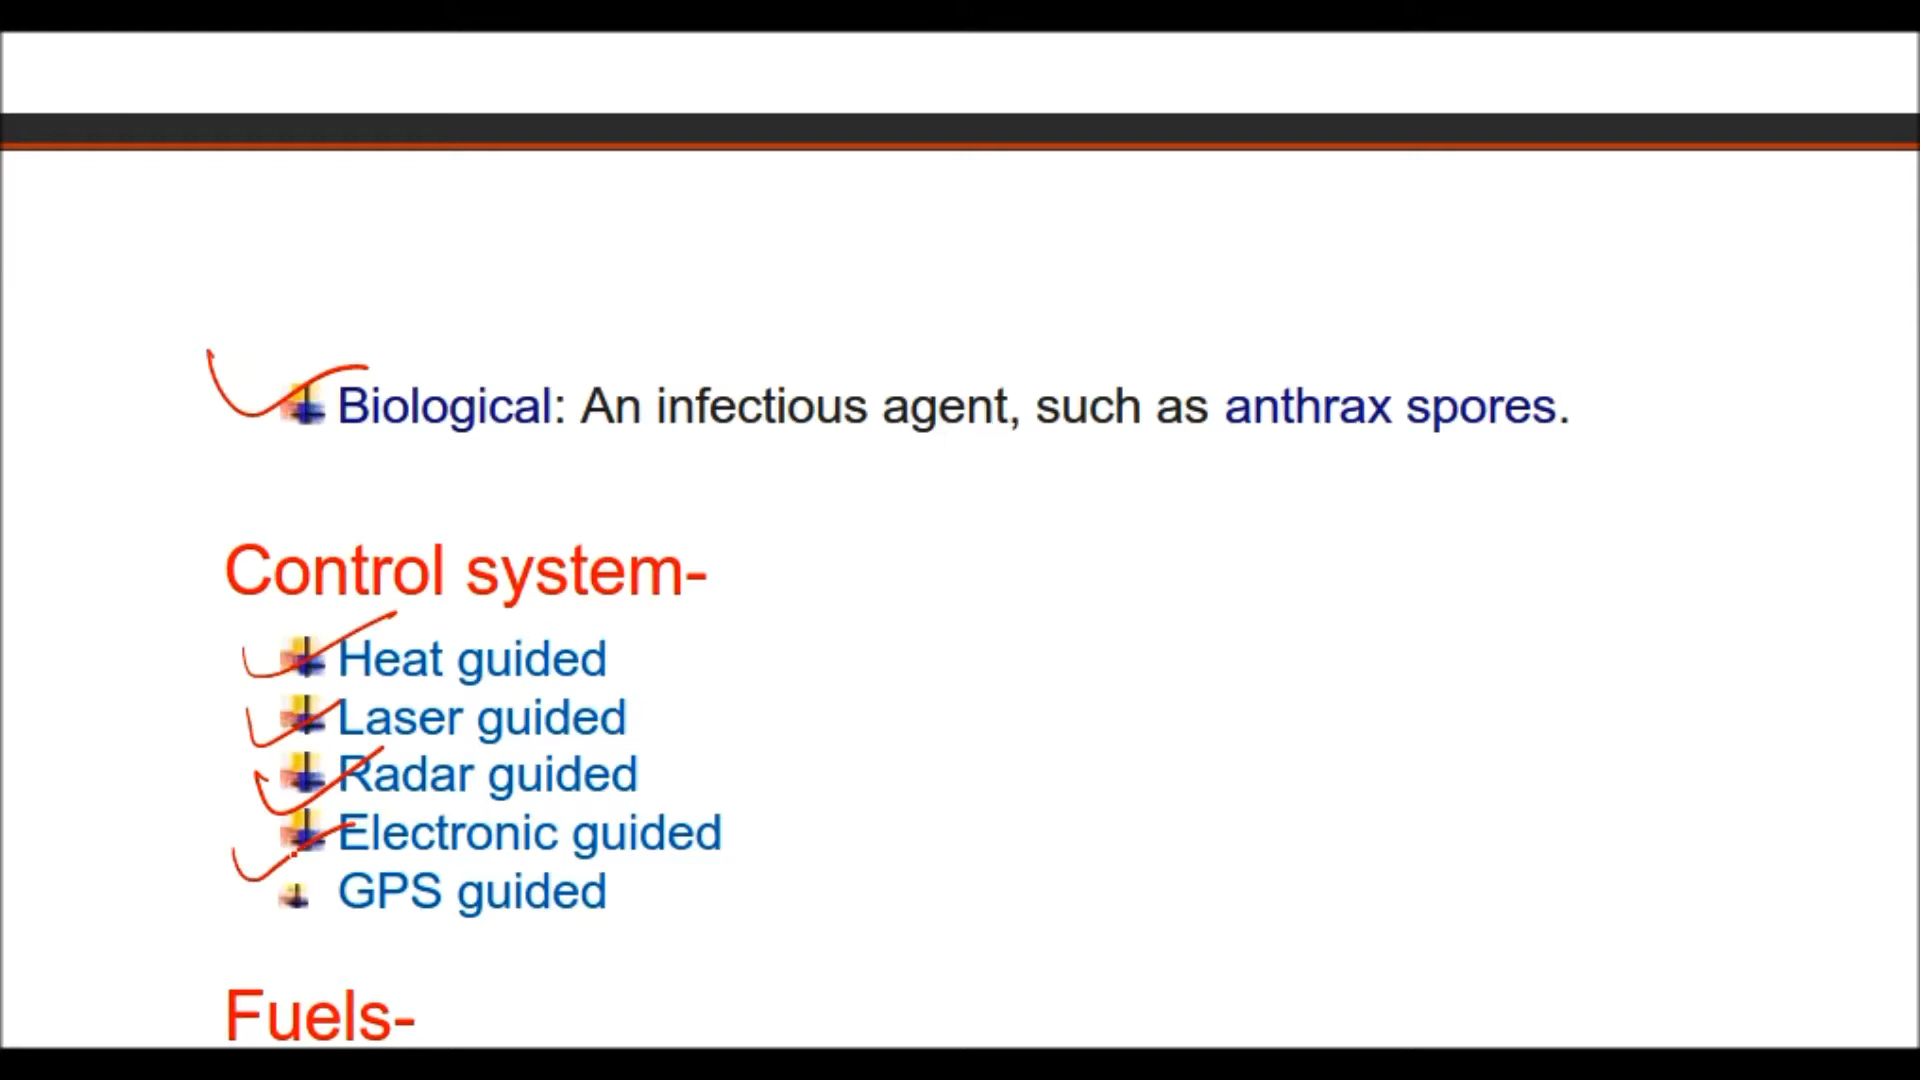 Biological: An infectious agent, such as anthrax spores.
Control system-
Heat guided
Laser guided
Radar guided
Electronic guided
GPS guided
Fuels-